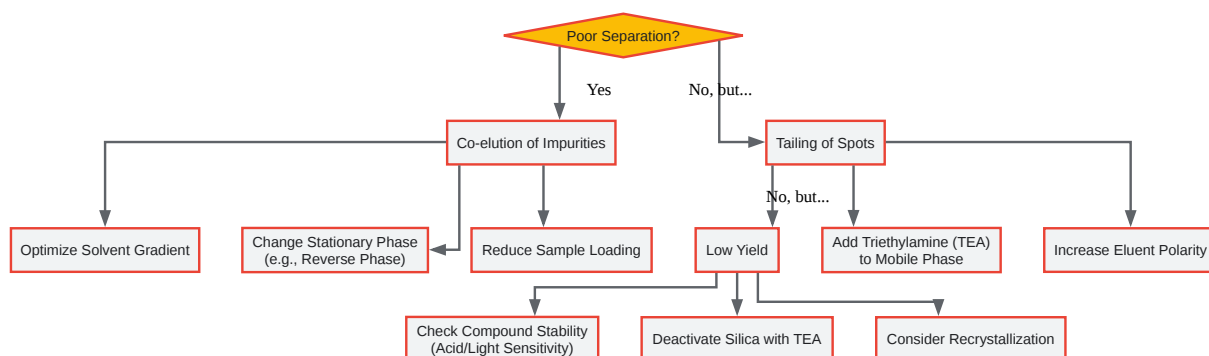 Poor Separation?
Yes
No, but...
Co-elution of Impurities
Tailing of Spots
No, but...
Optimize Solvent Gradient
Change Stationary Phase
(e.g., Reverse Phase)
Reduce Sample Loading
Low Yield
Add Triethylamine (TEA)
to Mobile Phase
Increase Eluent Polarity
Check Compound Stability
(Acid/Light Sensitivity)
Deactivate Silica with TEA
Consider Recrystallization